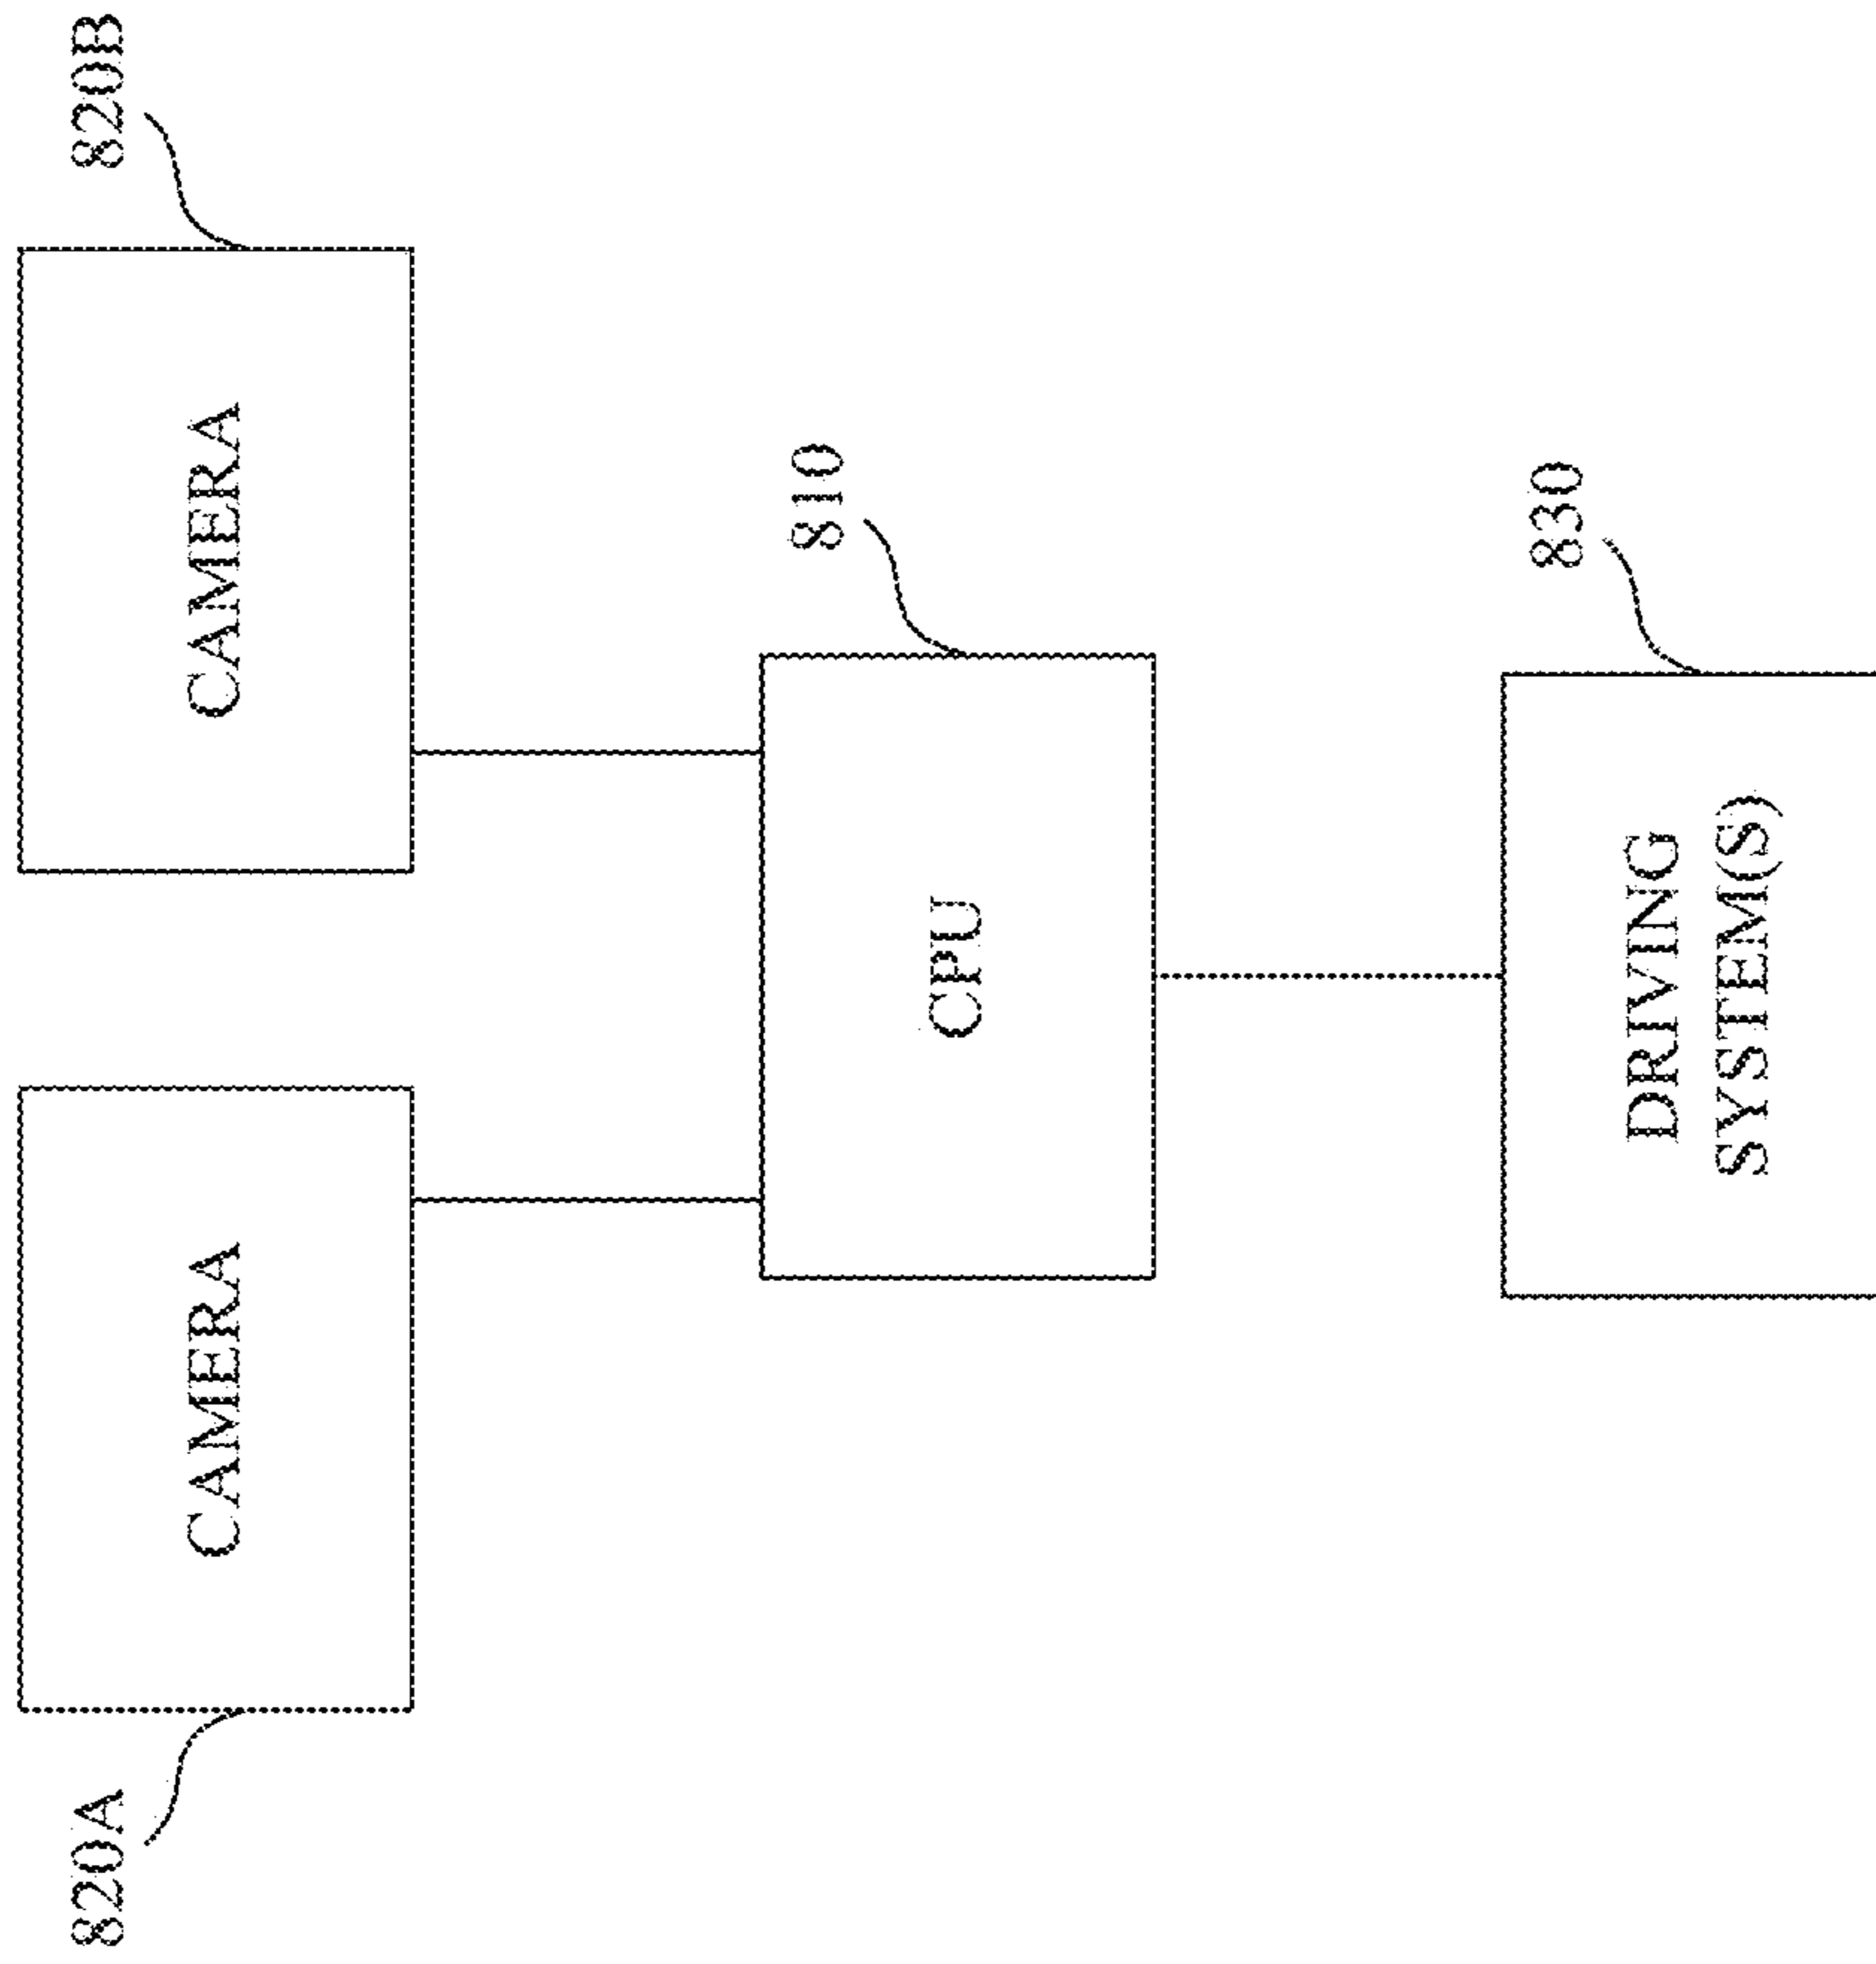 820A
820B
CAMERA
CAMERA
810
CPU
830
DRIVING
SYSTEM(S)